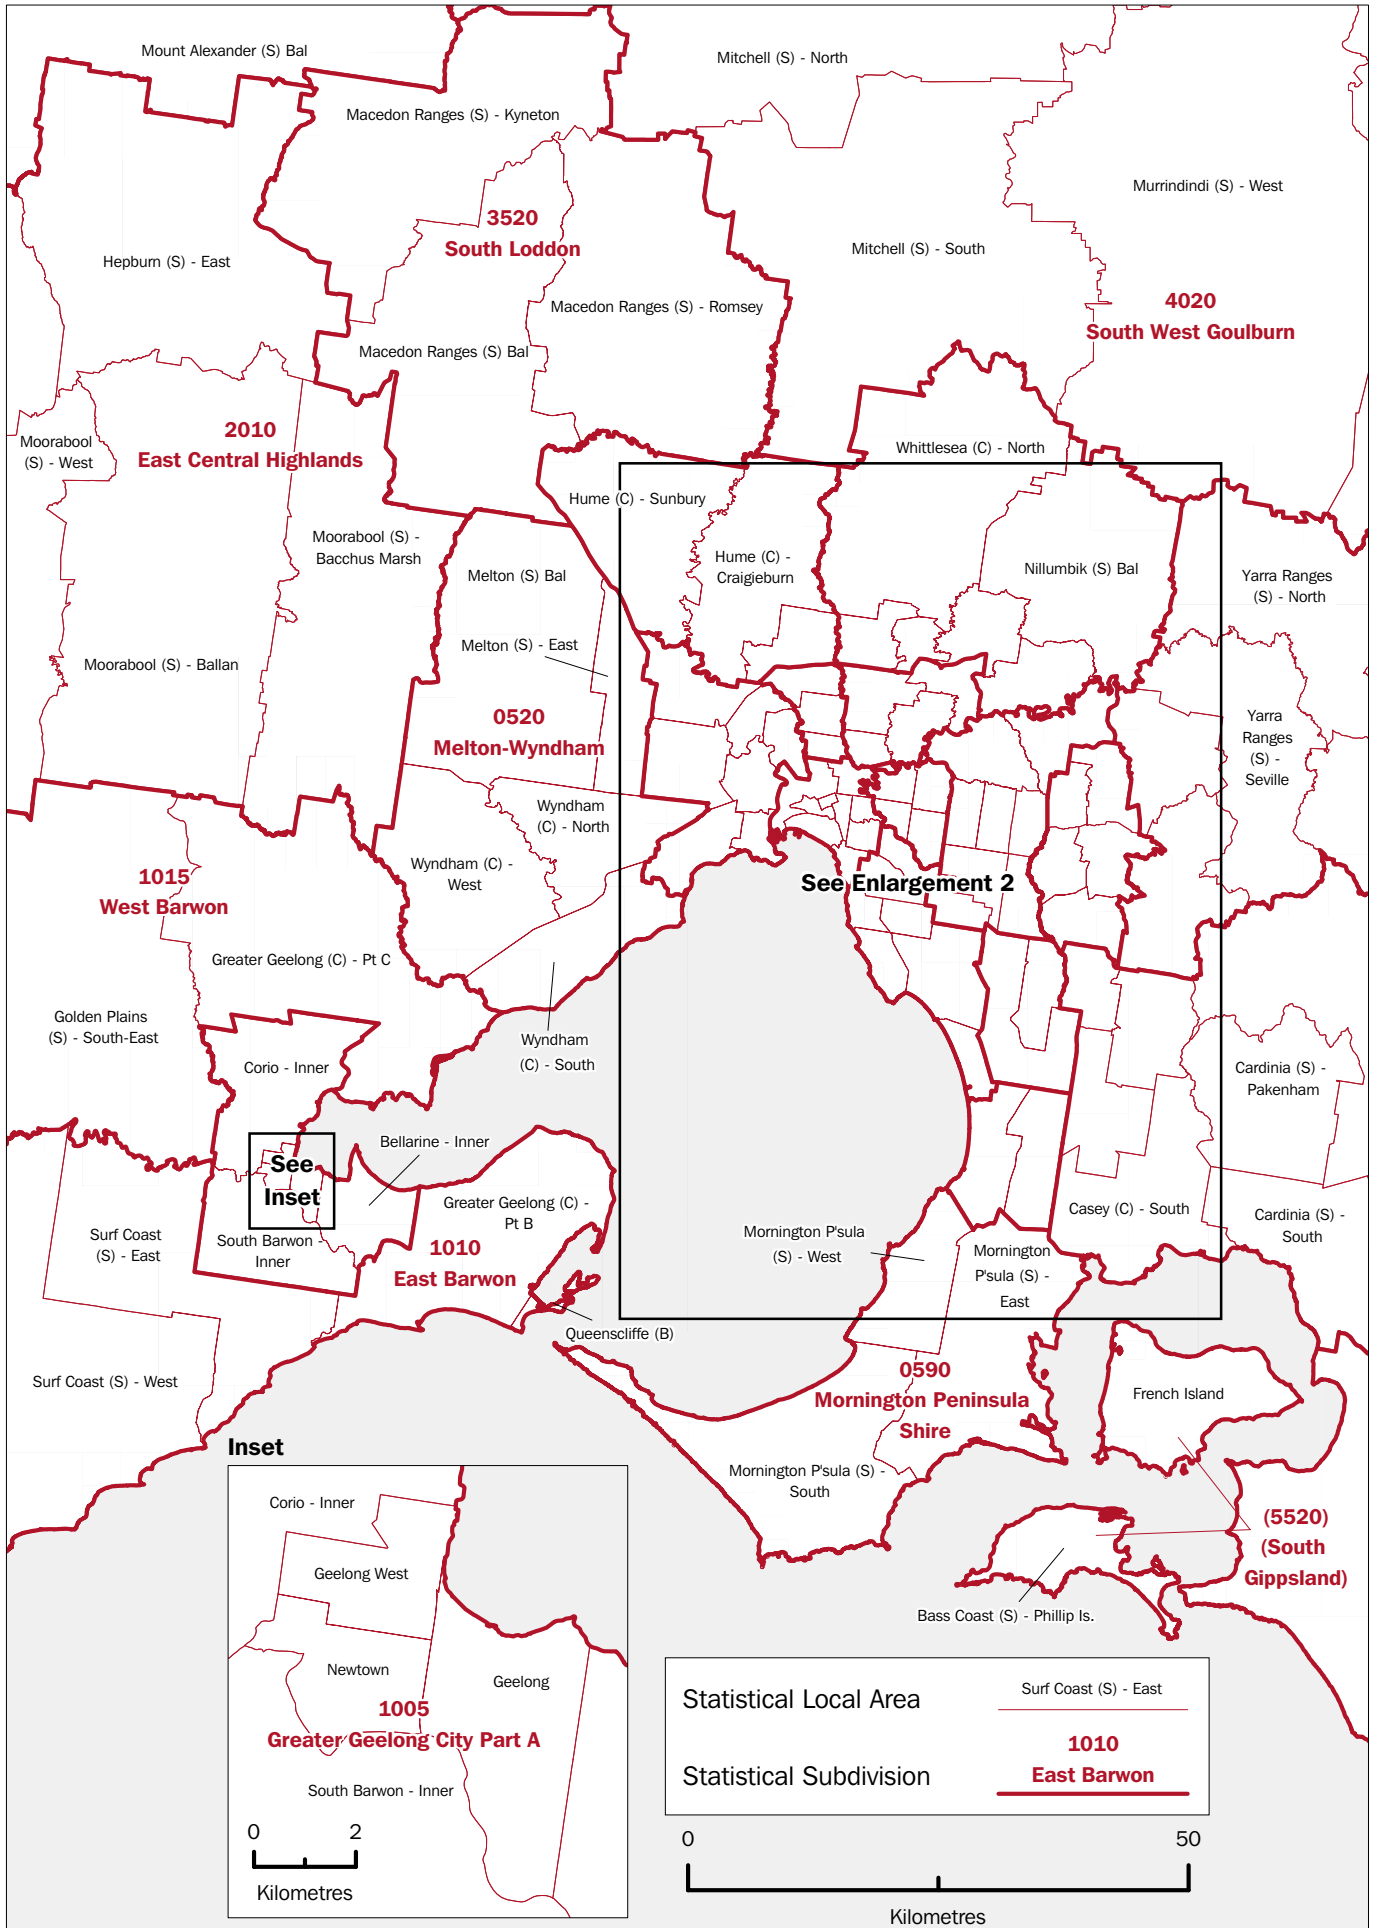 Mount Alexander (S) Bal
Mitchell (S) - North
Macedon Ranges (S) - Kyneton
Murrindindi (S) - West
3520
South Loddon
Mitchell (S) - South
Hepburn (S) - East
Macedon Ranges (S) - Romsey
4020
South West Goulburn
Macedon Ranges (S) Bal
2010
East Central Highlands
Moorabool
(S) - West
Whittlesea (C) - North
Hume (C) - Sunbury
Moorabool (S) -
Bacchus Marsh
Hume (C) -
Craigieburn
Melton (S) Bal
Nillumbik (S) Bal
Yarra Ranges
(S) - North
Melton (S) - East
Moorabool (S) - Ballan
0520
Melton-Wyndham
Yarra
Ranges
(S) -
Seville
Wyndham
(C) - North
Wyndham (C) -
West
1015
West Barwon
See Enlargement 2
Greater Geelong (C) - Pt C
Golden Plains
(S) - South-East
Wyndham
(C) - South
Corio - Inner
Cardinia (S) -
Pakenham
Bellarine - Inner
See
Inset
Greater Geelong (C) -
Pt B
Casey (C) - South
Cardinia (S) -
South
Surf Coast
(S) - East
South Barwon -
Inner
1010
East Barwon
Mornington P'sula
(S) - West
Mornington
P'sula (S) -
East
Queenscliffe (B)
Surf Coast (S) - West
0590
Mornington Peninsula
Shire
French Island
Inset
Mornington P'sula (S) -
South
Corio - Inner
(5520)
(South
Gippsland)
Geelong West
Bass Coast (S) - Phillip Is.
Newtown
Geelong
1005
Greater Geelong City Part A
South Barwon - Inner
0 2
Kilometres
Statistical Local Area
Surf Coast (S) - East
Statistical Subdivision
1010
East Barwon
0 50
Kilometres